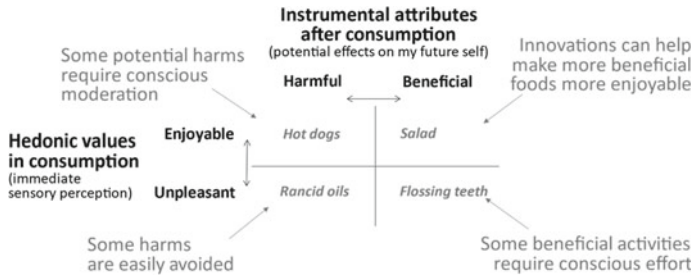 Instrumental attributes
after consumption
(potential effects on my future self)
Some potential harms
require conscious
moderation
Innovations can help
make more beneficial
foods more enjoyable
Harmful
Beneficial
Hedonic values
in consumption
(immediate
sensory perception)
Enjoyable
Hot dogs
Salad
Unpleasant
Rancid oils
Flossing teeth
Some harms
are easily avoided
Some beneficial activities
require conscious effort